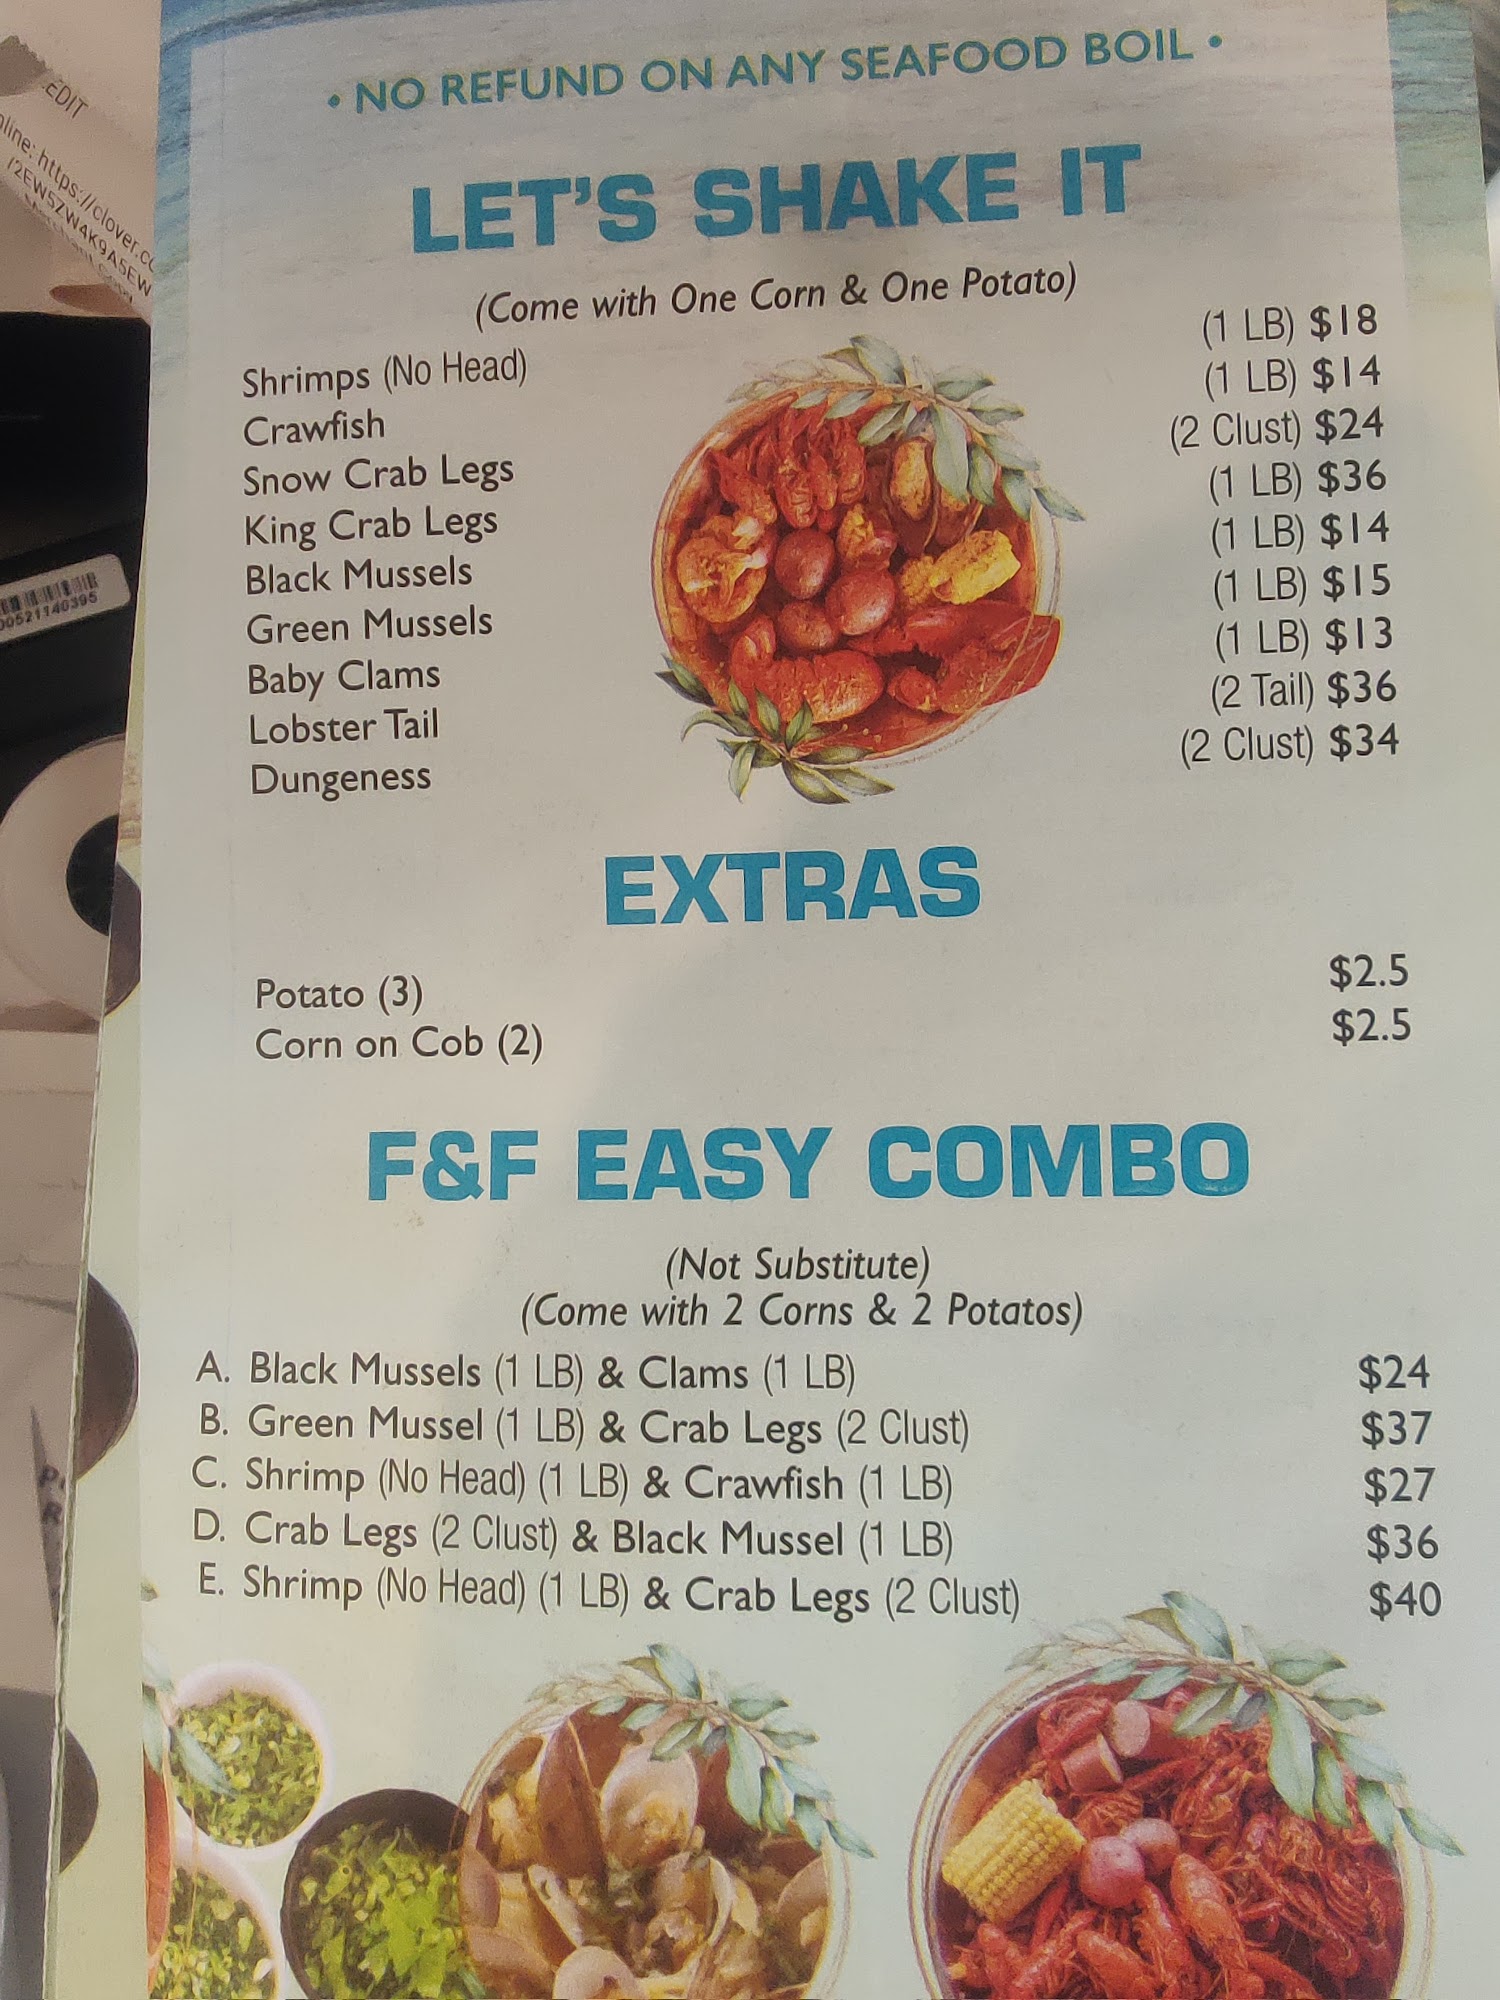 • NO REFUND ON ANY SEAFOOD BOIL •
LET'S SHAKE IT
(Come with One Corn & One Potato)
Shrimps (No Head) (1 LB) $18
Crawfish (1 LB) $14
Snow Crab Legs (2 Clust) $24
King Crab Legs (1 LB) $36
Black Mussels (1 LB) $14
Green Mussels (1 LB) $15
Baby Clams (1 LB) $13
Lobster Tail (2 Tail) $36
Dungeness (2 Clust) $34
EXTRAS
Potato (3) $2.5
Corn on Cob (2) $2.5
F&F EASY COMBO
(Not Substitute)
(Come with 2 Corns & 2 Potatos)
A. Black Mussels (1 LB) & Clams (1 LB) $24
B. Green Mussel (1 LB) & Crab Legs (2 Clust) $37
C. Shrimp (No Head) (1 LB) & Crawfish (1 LB) $27
D. Crab Legs (2 Clust) & Black Mussel (1 LB) $36
E. Shrimp (No Head) (1 LB) & Crab Legs (2 Clust) $40
EDIT
https://clover.c
00521140395